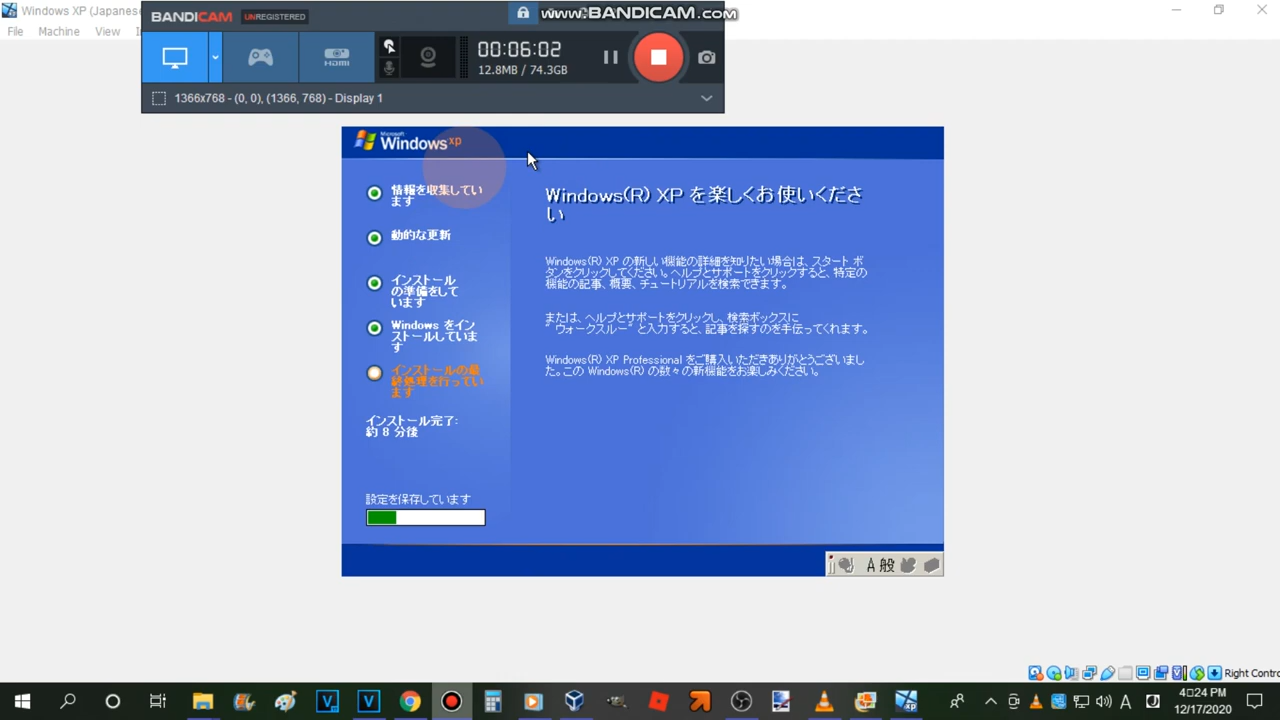 Windows XP (Japanes
BANDICAM UNREGISTERED
www.BANDICAM.com
File Machine View
HDMI
00:06:02
12.8MB / 74.3GB
1366x768 - (0, 0), (1366, 768) - Display 1
Microsoft
Windows xp
情報を収集してい
ます
動的な更新
インストール
の準備をして
います
Windows をイン
ストールしていま
す
インストールの最
終処理を行ってい
ます
インストール完了:
約 8 分後
設定を保存しています
Windows(R) XP を楽しくお使いくださ
い
Windows(R) XP の新しい機能の詳細を知りたい場合は、スタート ボ
タンをクリックしてください。ヘルプとサポートをクリックすると、特定の
機能の記事、概要、チュートリアルを検索できます。
または、ヘルプとサポートをクリックし、検索ボックスに
"ウォークスルー" と入力すると、記事を探すのを手伝ってくれます。
Windows(R) XP Professional をご購入いただきありがとうございまし
た。この Windows(R) の数々の新機能をお楽しみください。
A 般
Right Contro
A
4:24 PM
12/17/2020